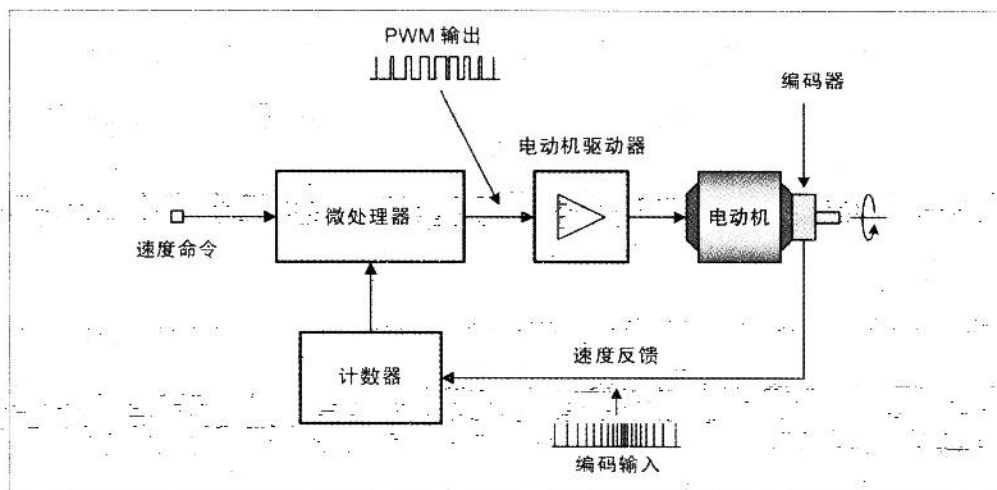 PWM 输出
编码器
电动机驱动器
微处理器
电动机
速度命令
计数器
速度反馈
编码输入